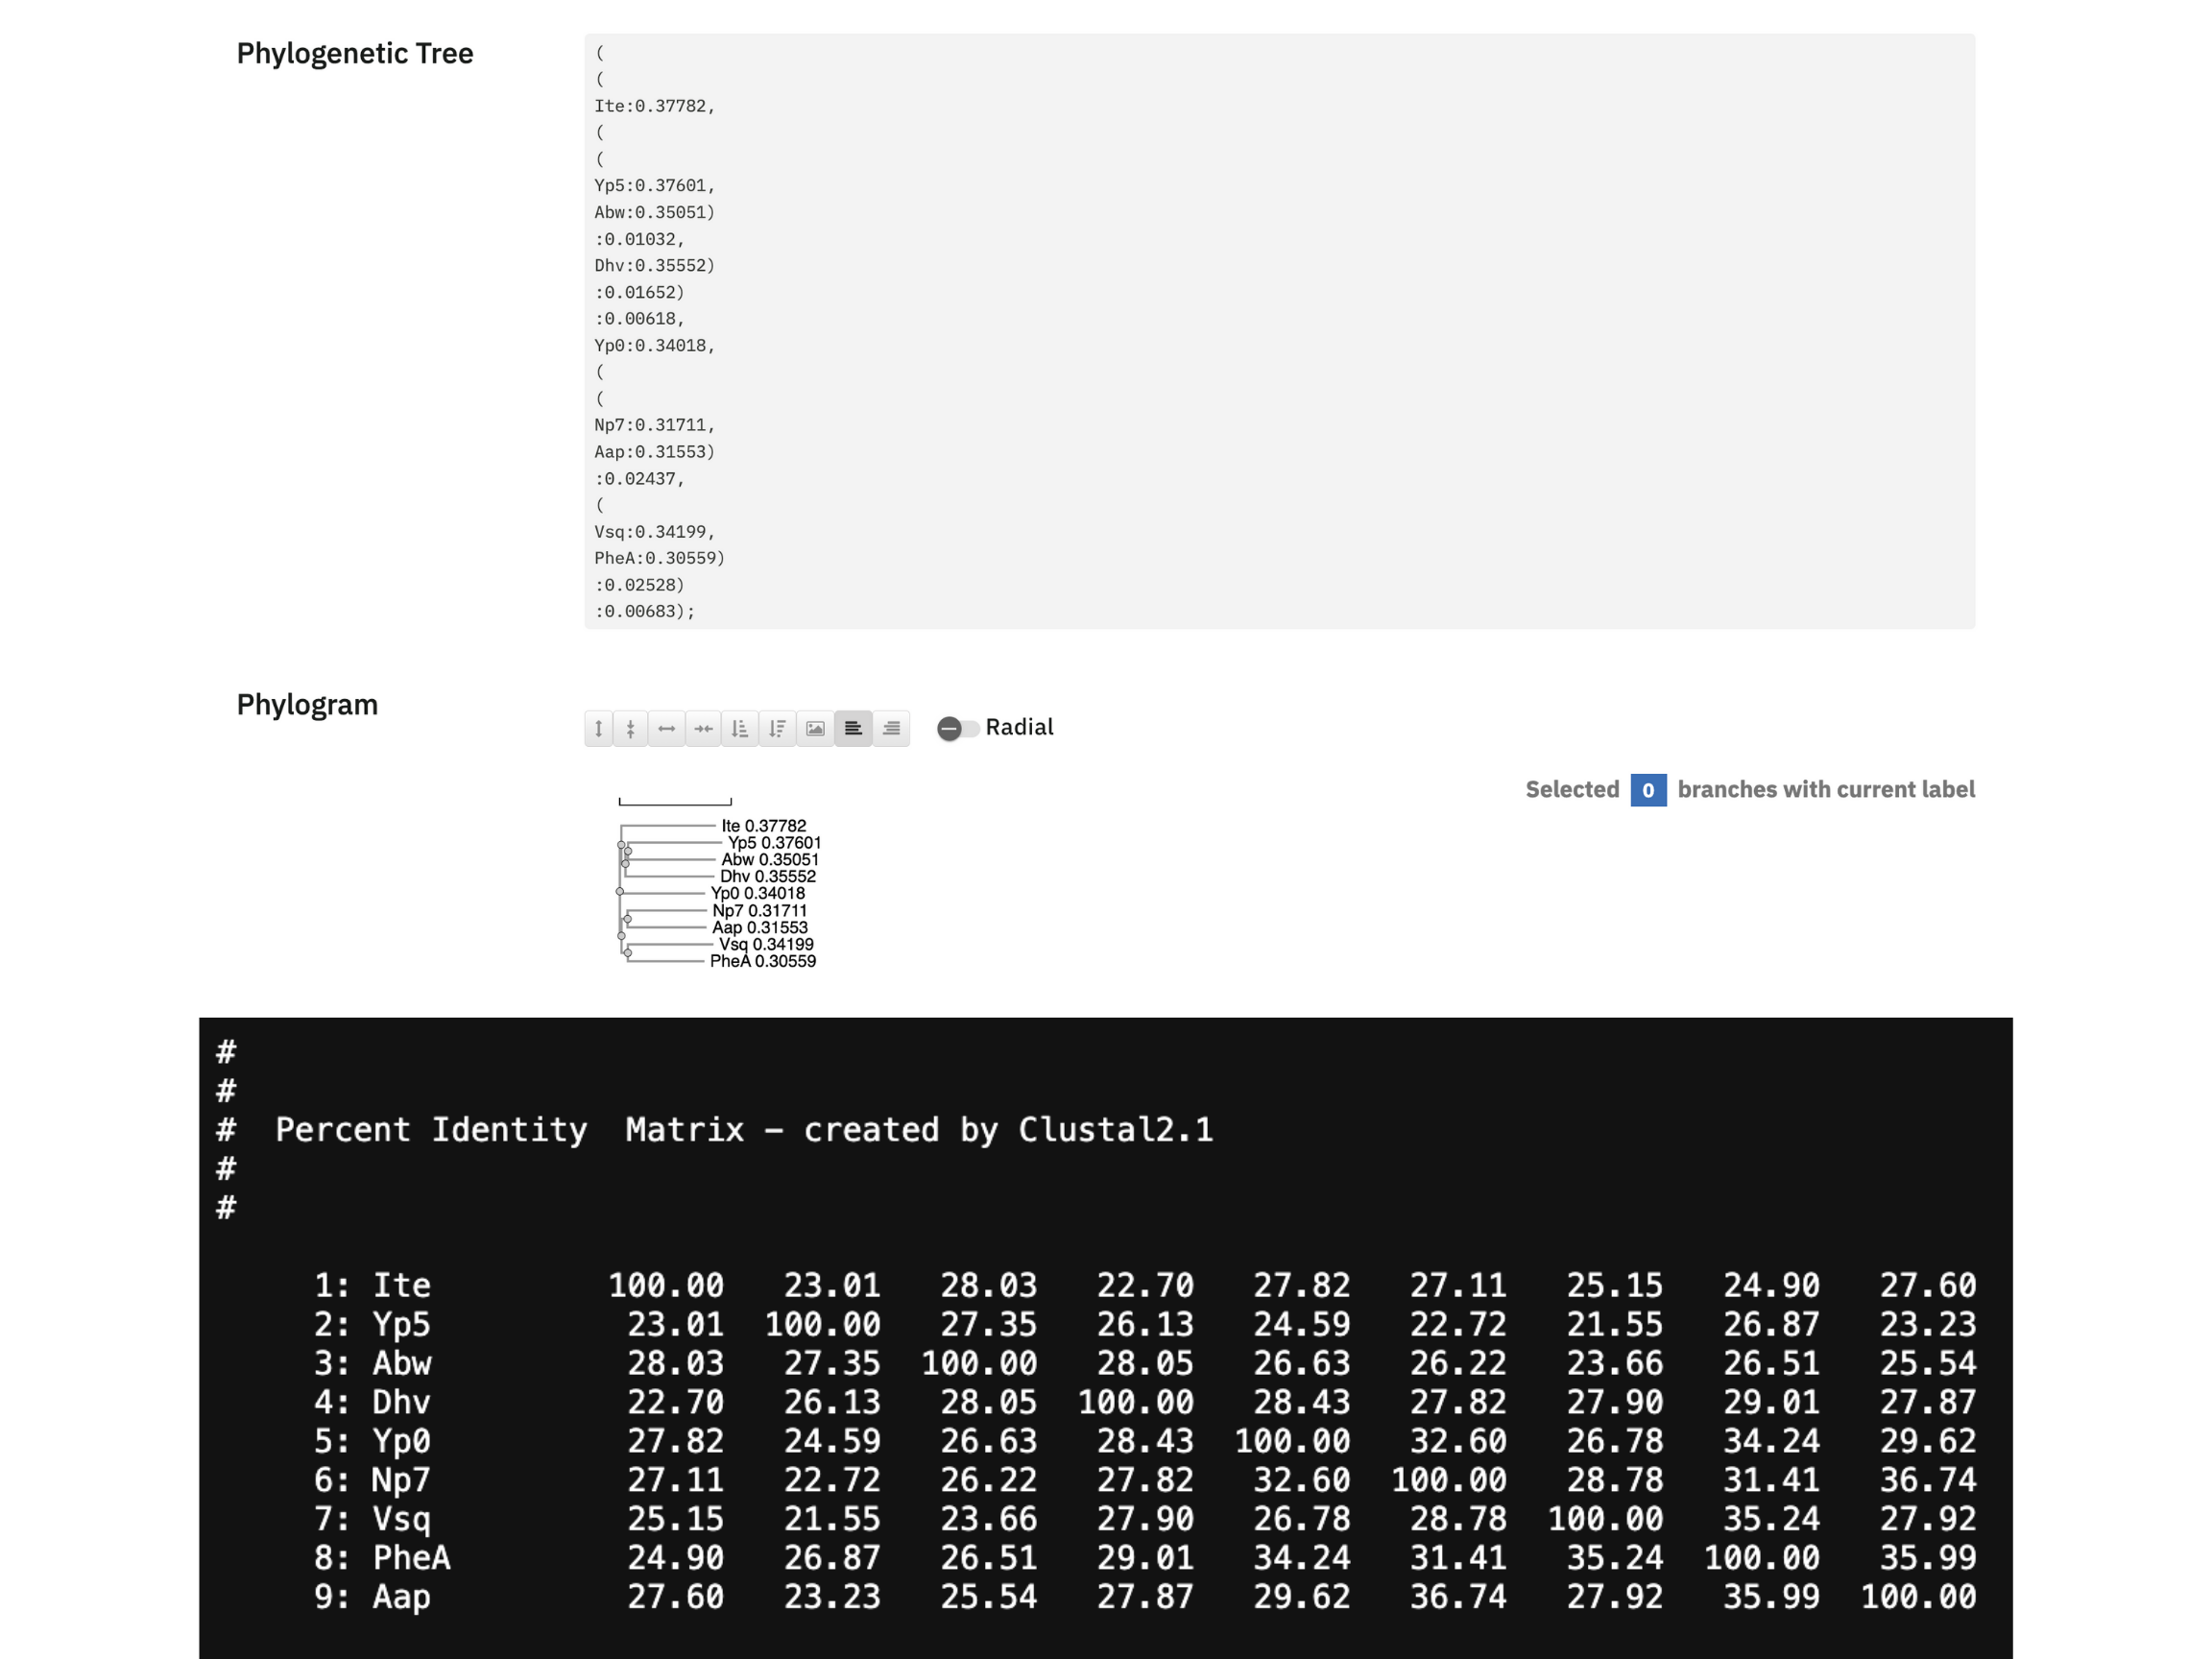 Phylogenetic Tree
(
(
Ite:0.37782,
(
(
Yp5:0.37601,
Abw:0.35051)
:0.01032,
Dhv:0.35552)
:0.01652)
:0.00618,
Yp0:0.34018,
(
(
Np7:0.31711,
Aap:0.31553)
:0.02437,
(
Vsq:0.34199,
PheA:0.30559)
:0.02528)
:0.00683);
Phylogram
Radial
Selected 0 branches with current label
Ite 0.37782
Yp5 0.37601
Abw 0.35051
Dhv 0.35552
Yp0 0.34018
Np7 0.31711
Aap 0.31553
Vsq 0.34199
PheA 0.30559
#
#
# Percent Identity Matrix - created by Clustal2.1
#
#
1: Ite 100.00 23.01 28.03 22.70 27.82 27.11 25.15 24.90 27.60
2: Yp5 23.01 100.00 27.35 26.13 24.59 22.72 21.55 26.87 23.23
3: Abw 28.03 27.35 100.00 28.05 26.63 26.22 23.66 26.51 25.54
4: Dhv 22.70 26.13 28.05 100.00 28.43 27.82 27.90 29.01 27.87
5: Yp0 27.82 24.59 26.63 28.43 100.00 32.60 26.78 34.24 29.62
6: Np7 27.11 22.72 26.22 27.82 32.60 100.00 28.78 31.41 36.74
7: Vsq 25.15 21.55 23.66 27.90 26.78 28.78 100.00 35.24 27.92
8: PheA 24.90 26.87 26.51 29.01 34.24 31.41 35.24 100.00 35.99
9: Aap 27.60 23.23 25.54 27.87 29.62 36.74 27.92 35.99 100.00